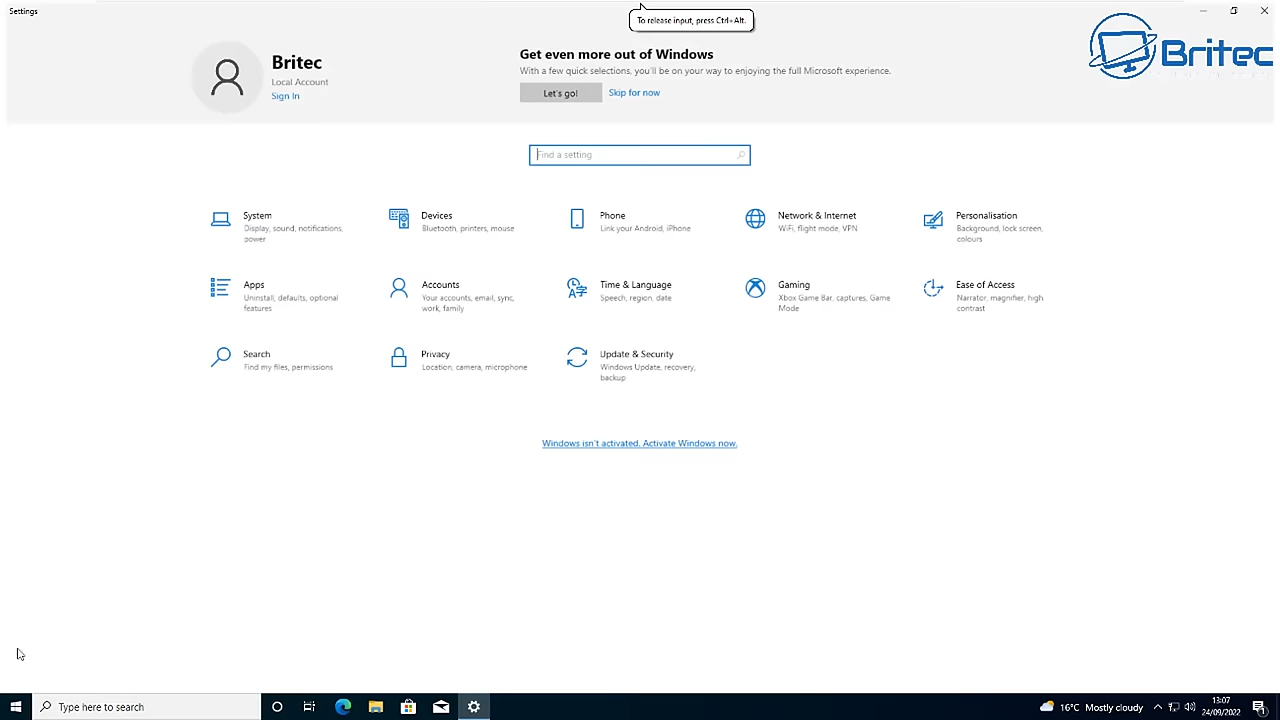 Settings
To release input, press Ctrl+Alt.
Britec
Britec
Local Account
Sign In
Get even more out of Windows
With a few quick selections, you'll be on your way to enjoying the full Microsoft experience.
Let's go!
Skip for now
Find a setting
System
Display, sound, notifications,
power
Devices
Bluetooth, printers, mouse
Phone
Link your Android, iPhone
Network & Internet
WiFi, flight mode, VPN
Personalisation
Background, lock screen,
colours
Apps
Uninstall, defaults, optional
features
Accounts
Your accounts, email, sync,
work, family
Time & Language
Speech, region, date
Gaming
Xbox Game Bar, captures, Game
Mode
Ease of Access
Narrator, magnifier, high
contrast
Search
Find my files, permissions
Privacy
Location, camera, microphone
Update & Security
Windows Update, recovery,
backup
Windows isn't activated. Activate Windows now.
Type here to search
16°C Mostly cloudy
13:07
24/09/2022
1